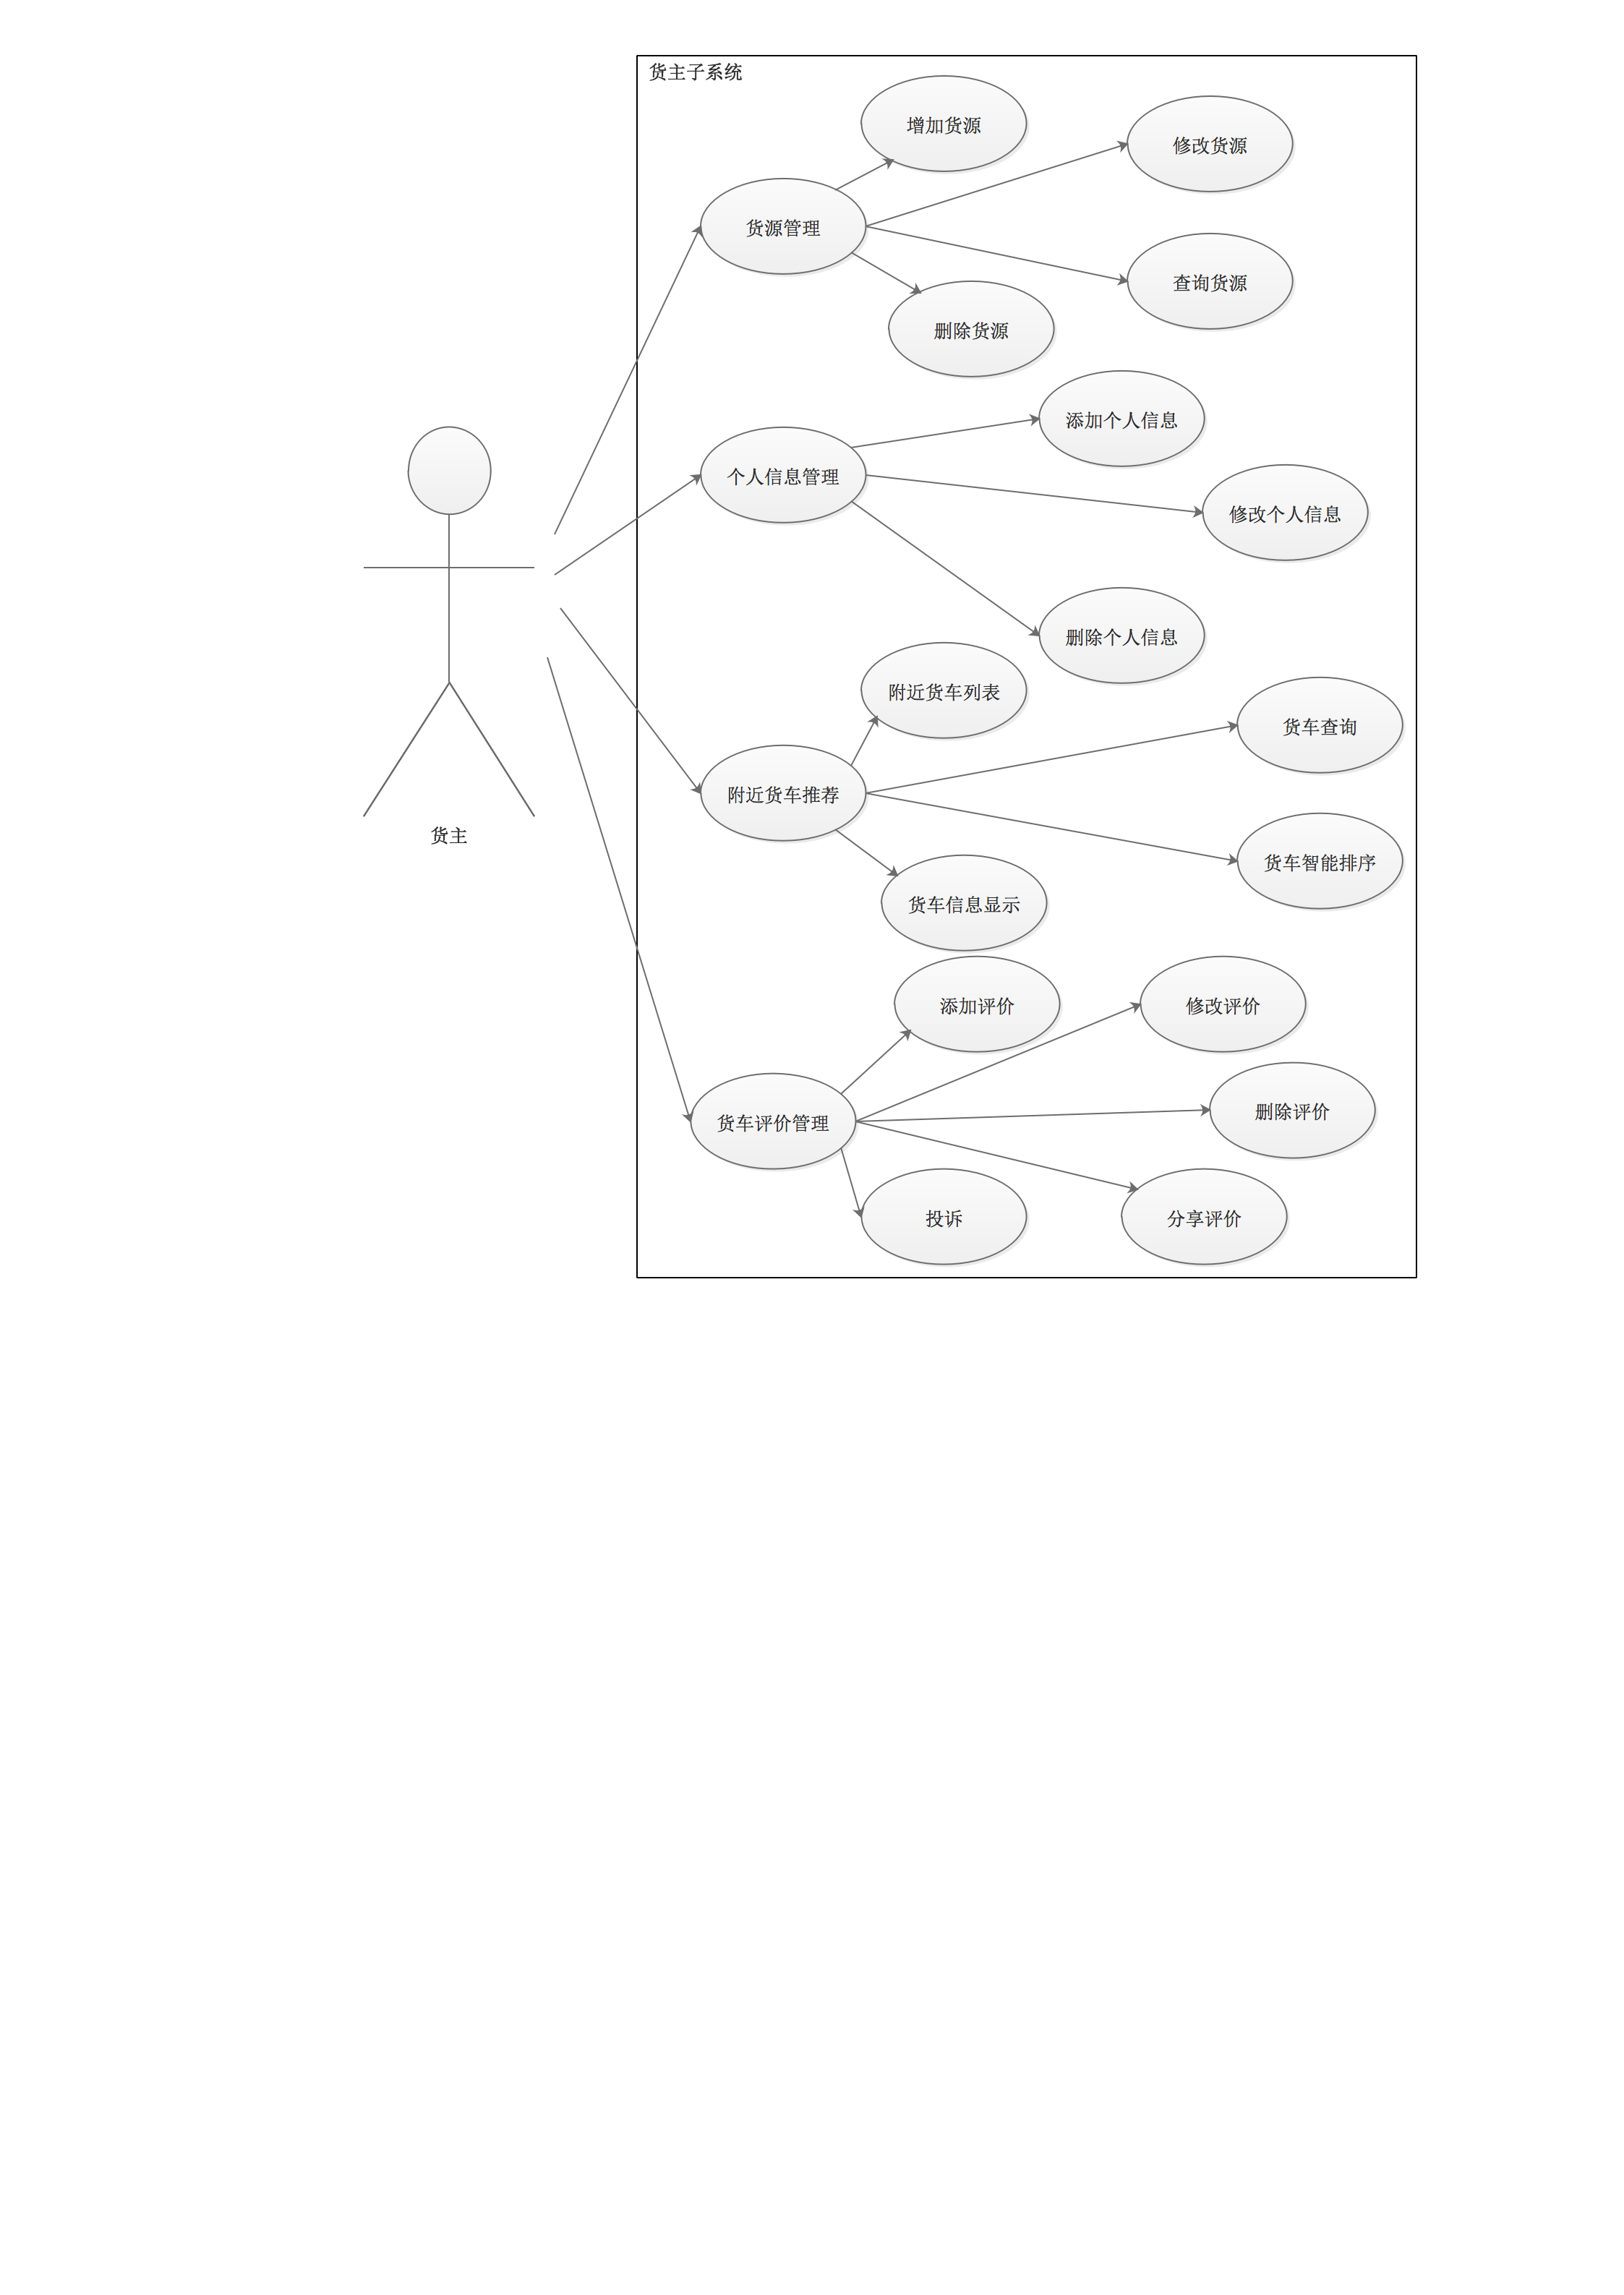 货主子系统
增加货源
修改货源
货源管理
查询货源
删除货源
添加个人信息
个人信息管理
修改个人信息
删除个人信息
附近货车列表
货车查询
附近货车推荐
货主
货车智能排序
货车信息显示
添加评价
修改评价
删除评价
货车评价管理
投诉
分享评价